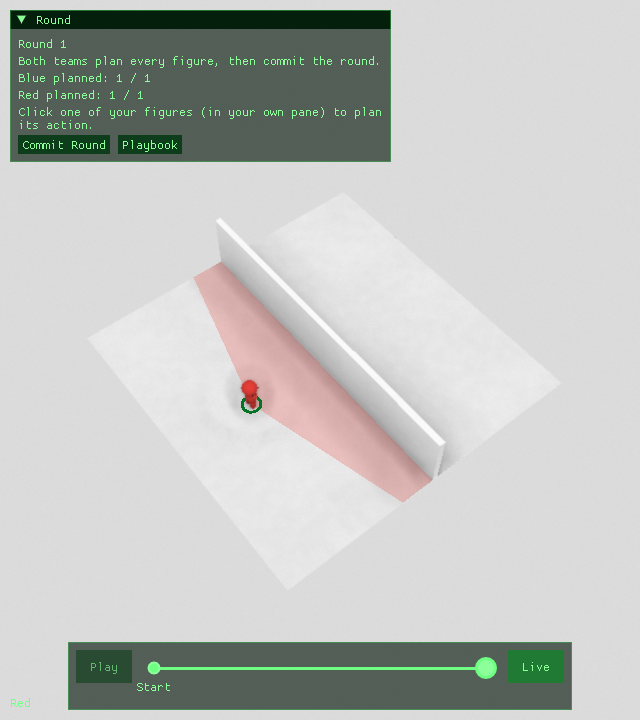 Round
Round 1
Both teams plan every figure, then commit the round.
Blue planned: 1 / 1
Red planned: 1 / 1
Click one of your figures (in your own pane) to plan
its action.
Commit Round
Playbook
Play
Start
Live
Red